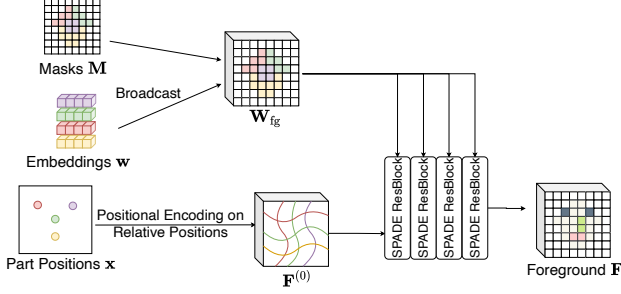 Masks M
Broadcast
W_fg
Embeddings w
Positional Encoding on
Relative Positions
Part Positions x
F^(0)
SPADE ResBlock
SPADE ResBlock
SPADE ResBlock
SPADE ResBlock
Foreground F